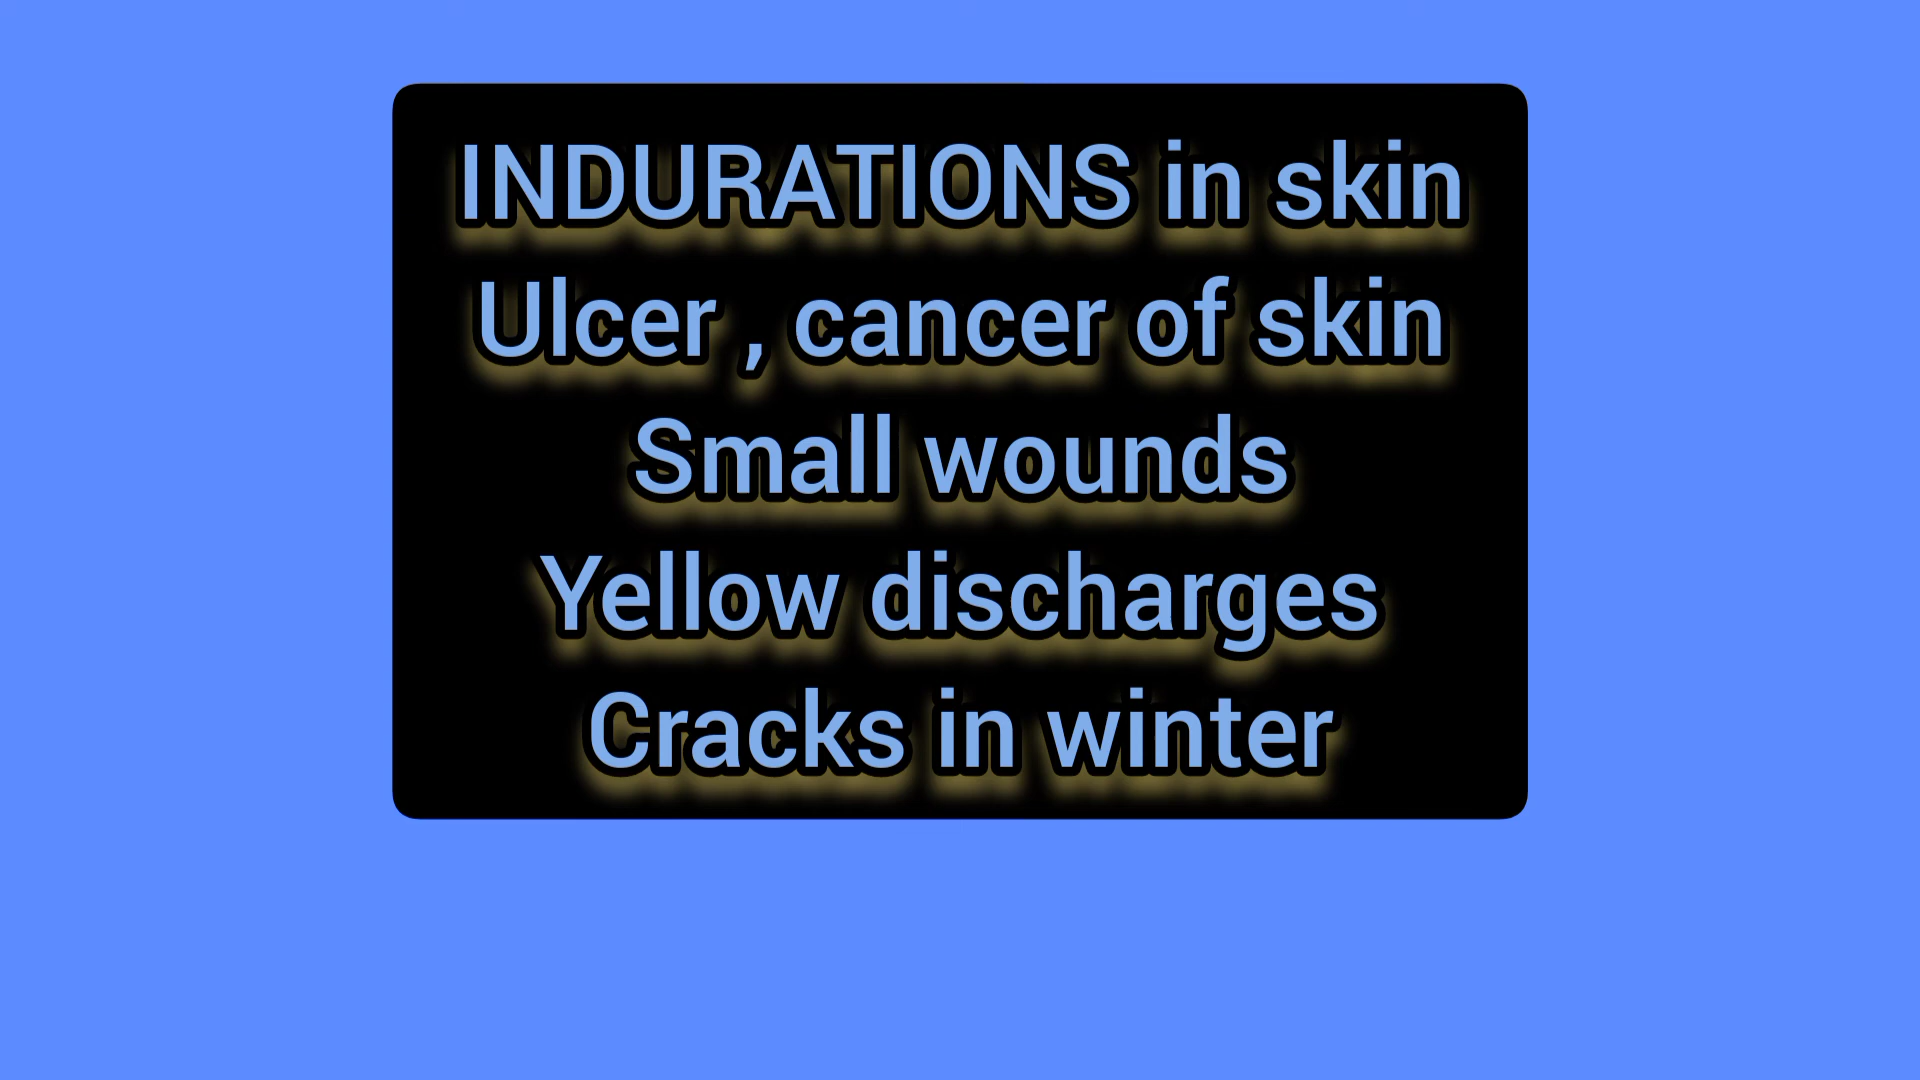 INDURATIONS in skin
Ulcer , cancer of skin
Small wounds
Yellow discharges
Cracks in winter